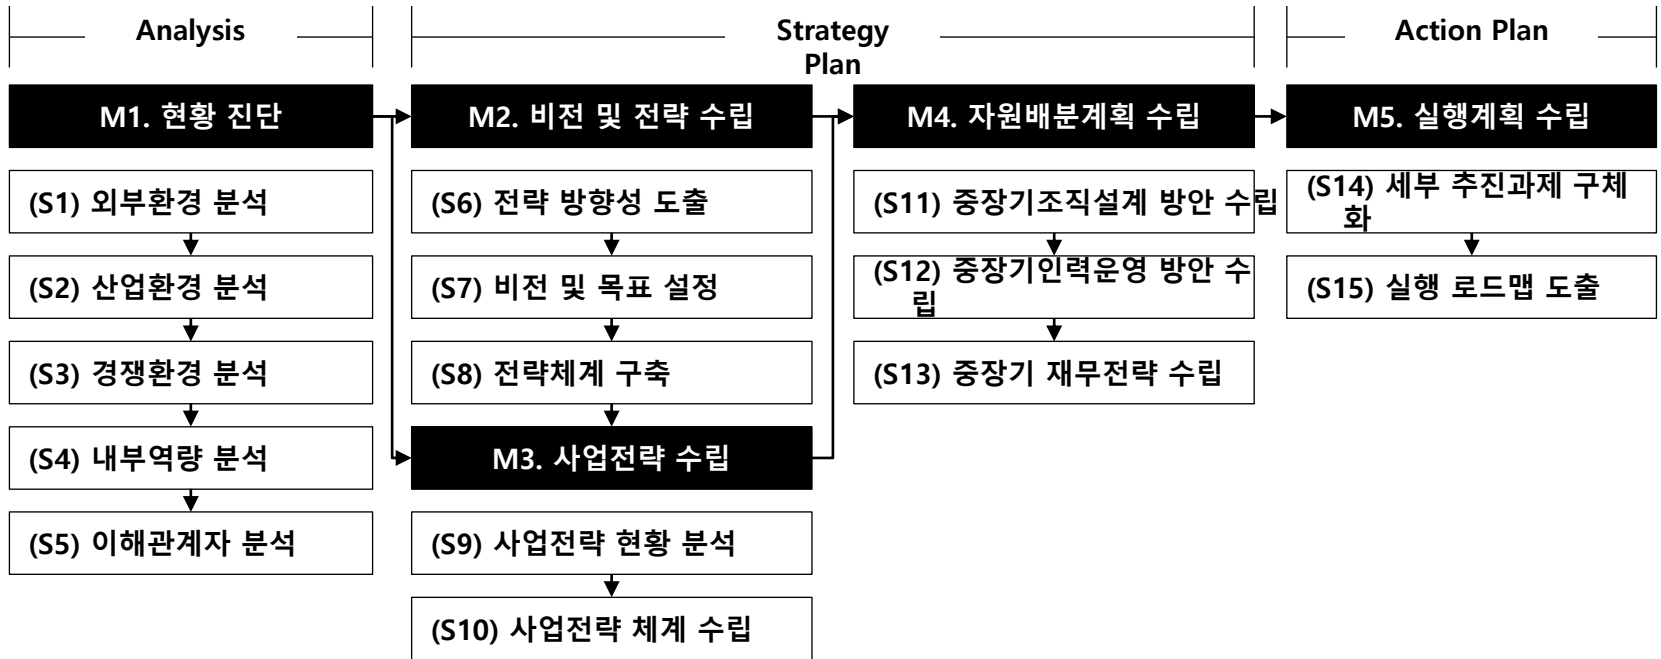 Analysis
Strategy
Plan
Action Plan
M1. 현황 진단
(S1) 외부환경 분석
(S2) 산업환경 분석
(S3) 경쟁환경 분석
(S4) 내부역량 분석
(S5) 이해관계자 분석
M2. 비전 및 전략 수립
(S6) 전략 방향성 도출
(S7) 비전 및 목표 설정
(S8) 전략체계 구축
M3. 사업전략 수립
(S9) 사업전략 현황 분석
(S10) 사업전략 체계 수립
M4. 자원배분계획 수립
(S11) 중장기조직설계 방안 수립
(S12) 중장기인력운영 방안 수
립
(S13) 중장기 재무전략 수립
M5. 실행계획 수립
(S14) 세부 추진과제 구체
화
(S15) 실행 로드맵 도출